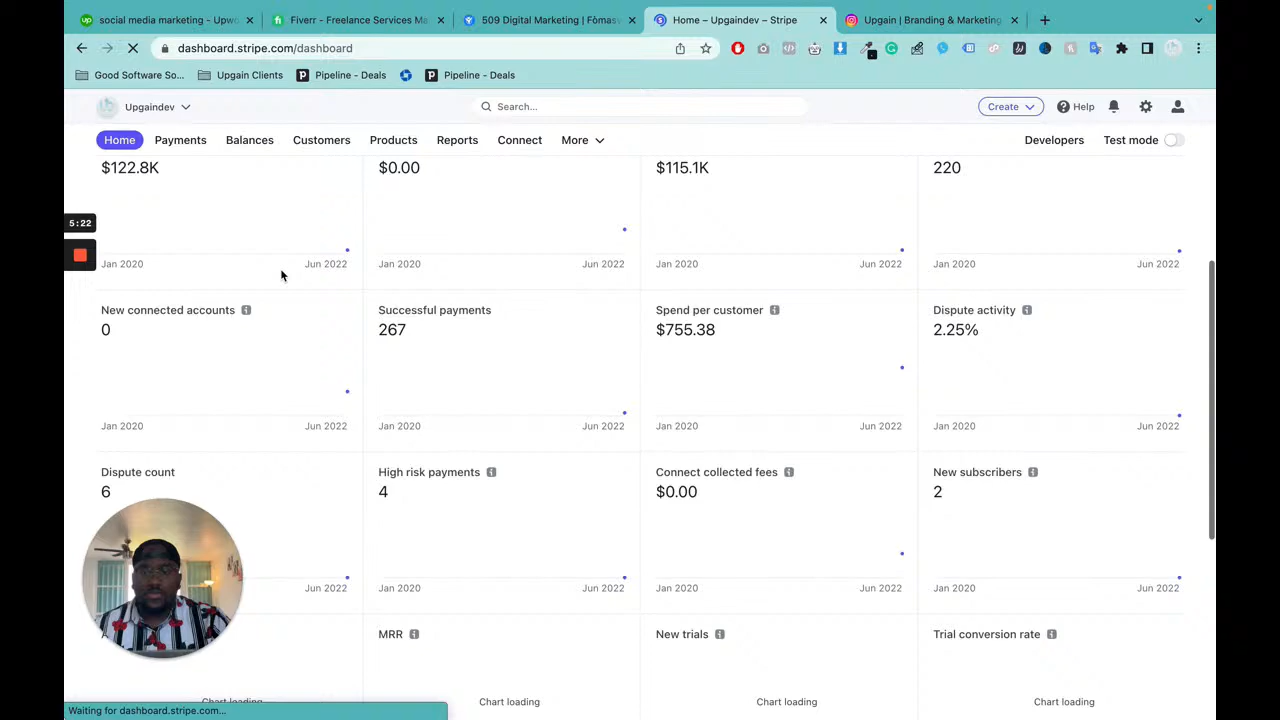 social media marketing - Upwo
Fiverr - Freelance Services Ma
509 Digital Marketing | Fòmasy
Home – Upgaindev – Stripe
Upgain | Branding & Marketing
dashboard.stripe.com/dashboard
Good Software So...
Upgain Clients
Pipeline - Deals
Pipeline - Deals
Upgaindev
Search...
Create
Help
Home
Payments
Balances
Customers
Products
Reports
Connect
More
Developers
Test mode
$122.8K
$0.00
$115.1K
220
5:22
Jan 2020
Jun 2022
Jan 2020
Jun 2022
Jan 2020
Jun 2022
Jan 2020
Jun 2022
New connected accounts
Successful payments
Spend per customer
Dispute activity
0
267
$755.38
2.25%
Jan 2020
Jun 2022
Jan 2020
Jun 2022
Jan 2020
Jun 2022
Jan 2020
Jun 2022
Dispute count
High risk payments
Connect collected fees
New subscribers
6
4
$0.00
2
Jun 2022
Jan 2020
Jun 2022
Jan 2020
Jun 2022
Jan 2020
Jun 2022
MRR
New trials
Trial conversion rate
Chart loading
Chart loading
Chart loading
Chart loading
Waiting for dashboard.stripe.com...